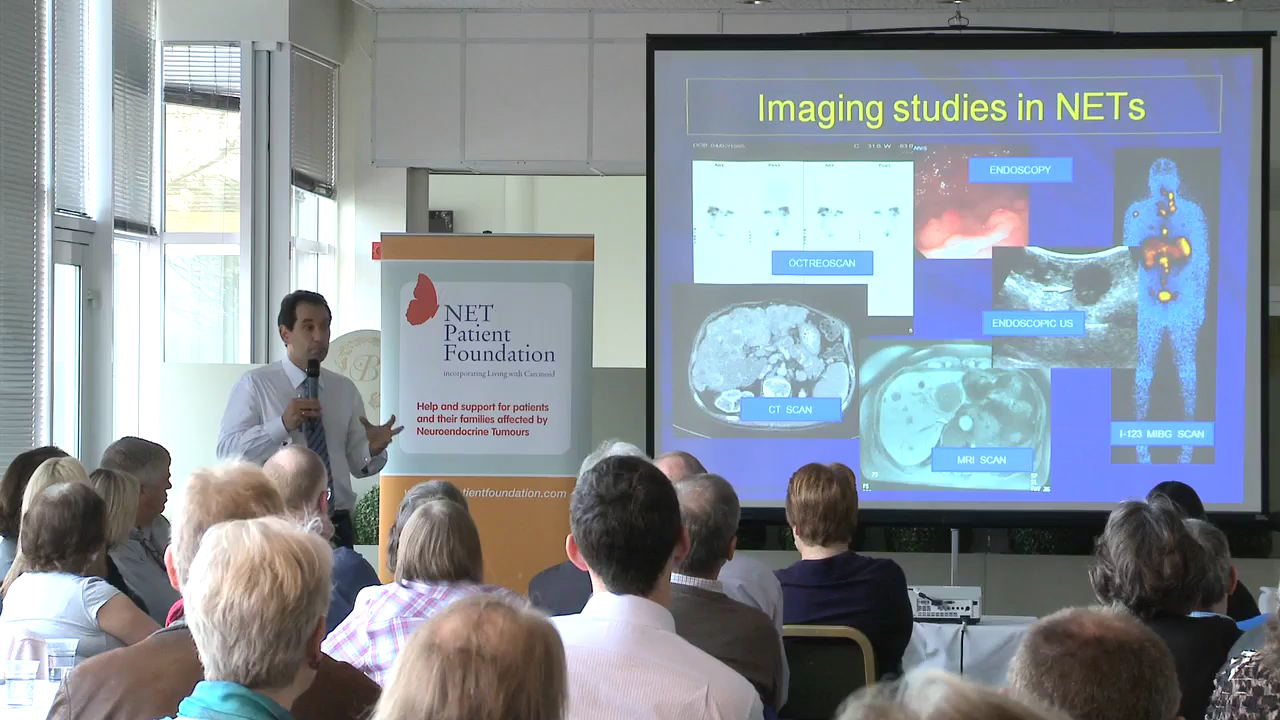 Imaging studies in NETs
ENDOSCOPY
OCTREOSCAN
ENDOSCOPIC US
CT SCAN
I-123 MIBG SCAN
MRI SCAN
NET
Patient
Foundation
incorporating Living with Carcinoid
Help and support for patients
and their families affected by
Neuroendocrine Tumours
tientfoundation.com
B